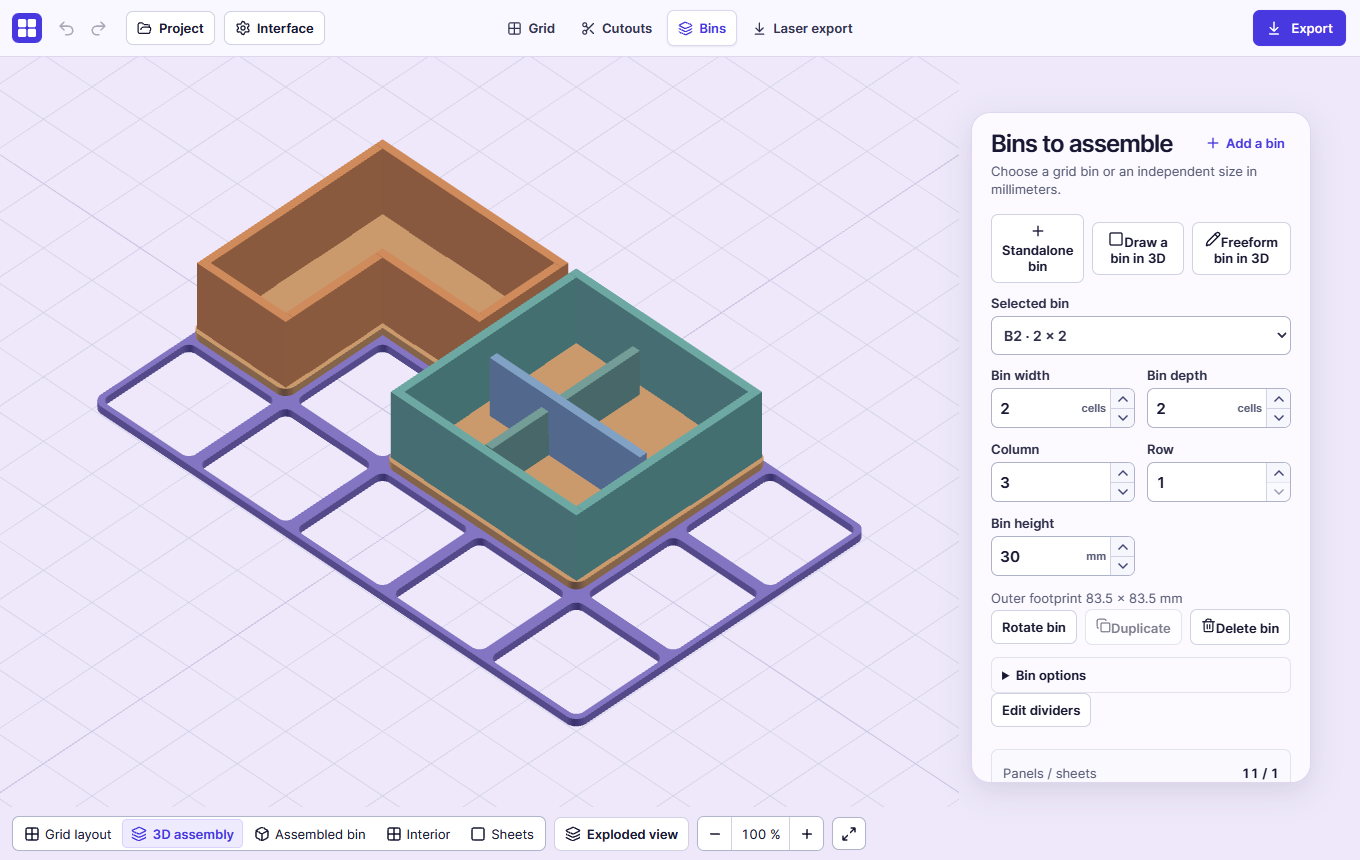 Project
Interface
Grid
Cutouts
Bins
Laser export
Export
Bins to assemble
Add a bin
Choose a grid bin or an independent size in
millimeters.
Standalone
bin
Draw a
bin in 3D
Freeform
bin in 3D
Selected bin
B2 · 2 × 2
Bin width
Bin depth
2 cells
2 cells
Column
Row
3
1
Bin height
30 mm
Outer footprint 83.5 × 83.5 mm
Rotate bin
Duplicate
Delete bin
Bin options
Edit dividers
Panels / sheets 11 / 1
Grid layout
3D assembly
Assembled bin
Interior
Sheets
Exploded view
100 %